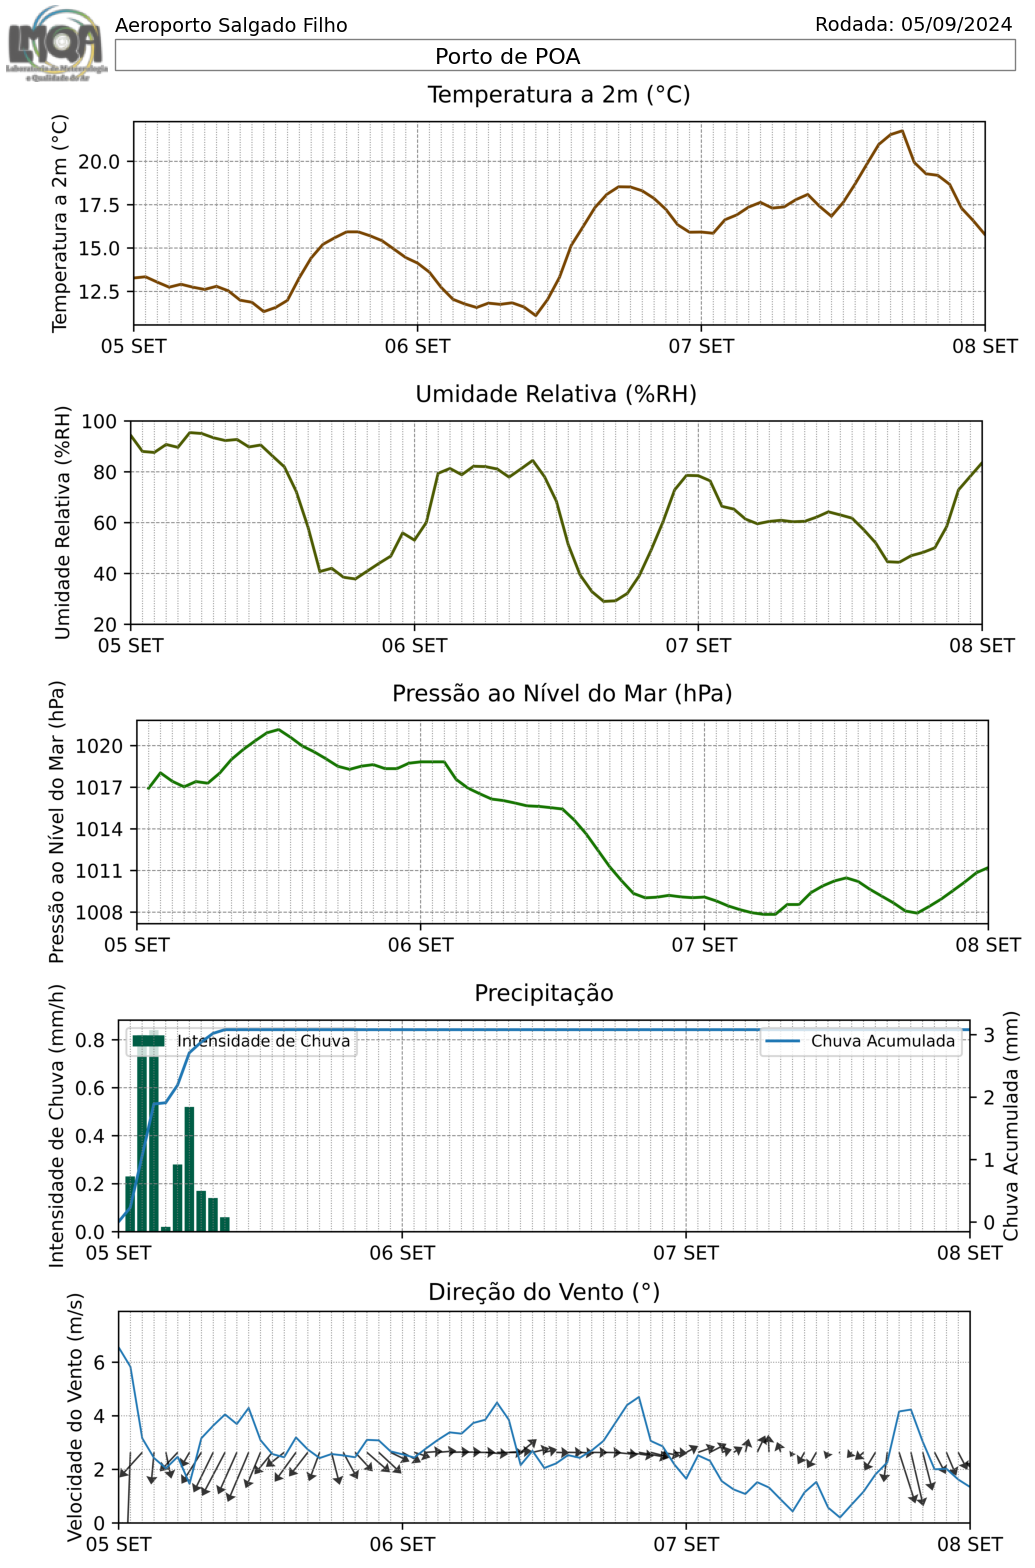 LMQA
Laboratório de Meteorologia
e Qualidade do Ar
Aeroporto Salgado Filho
Rodada: 05/09/2024
Porto de POA
Temperatura a 2m (°C)
Temperatura a 2m (°C)
20.0
17.5
15.0
12.5
05 SET 06 SET 07 SET 08 SET
Umidade Relativa (%RH)
Umidade Relativa (%RH)
100
80
60
40
20
05 SET 06 SET 07 SET 08 SET
Pressão ao Nível do Mar (hPa)
Pressão ao Nível do Mar (hPa)
1020
1017
1014
1011
1008
05 SET 06 SET 07 SET 08 SET
Precipitação
Intensidade de Chuva (mm/h)
0.8
0.6
0.4
0.2
0.0
Intensidade de Chuva
Chuva Acumulada
3
2
1
0
Chuva Acumulada (mm)
05 SET 06 SET 07 SET 08 SET
Direção do Vento (°)
Velocidade do Vento (m/s)
6
4
2
0
05 SET 06 SET 07 SET 08 SET